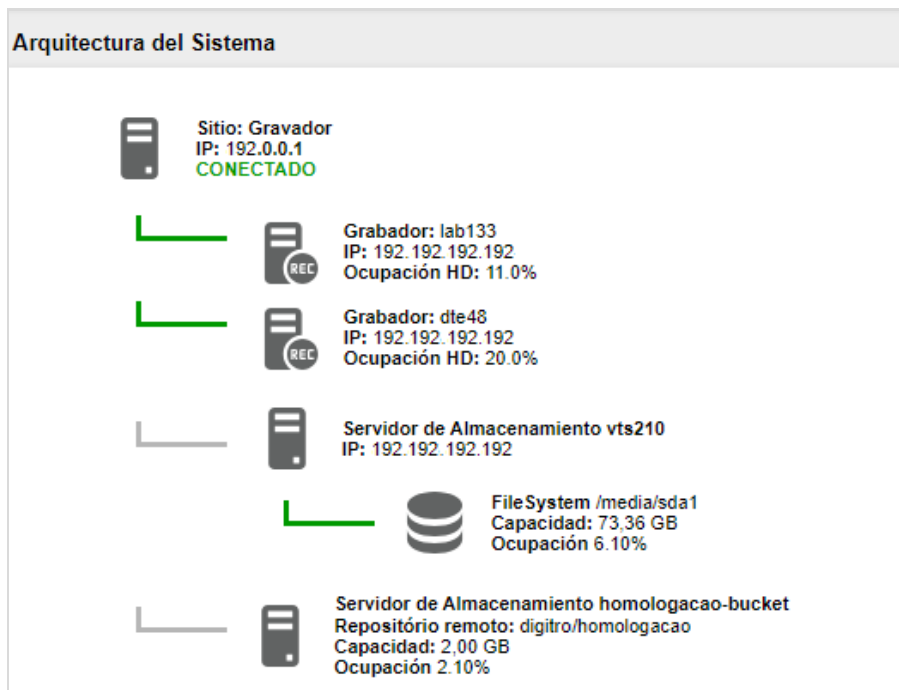 Arquitectura del Sistema
Sitio: Gravador
IP: 192.0.0.1
CONECTADO
Grabador: lab133
IP: 192.192.192.192
Ocupación HD: 11.0%
REC
Grabador: dte48
IP: 192.192.192.192
Ocupación HD: 20.0%
REC
Servidor de Almacenamiento vts210
IP: 192.192.192.192
FileSystem /media/sda1
Capacidad: 73,36 GB
Ocupación 6.10%
Servidor de Almacenamiento homologacao-bucket
Repositório remoto: digitro/homologacao
Capacidad: 2,00 GB
Ocupación 2.10%